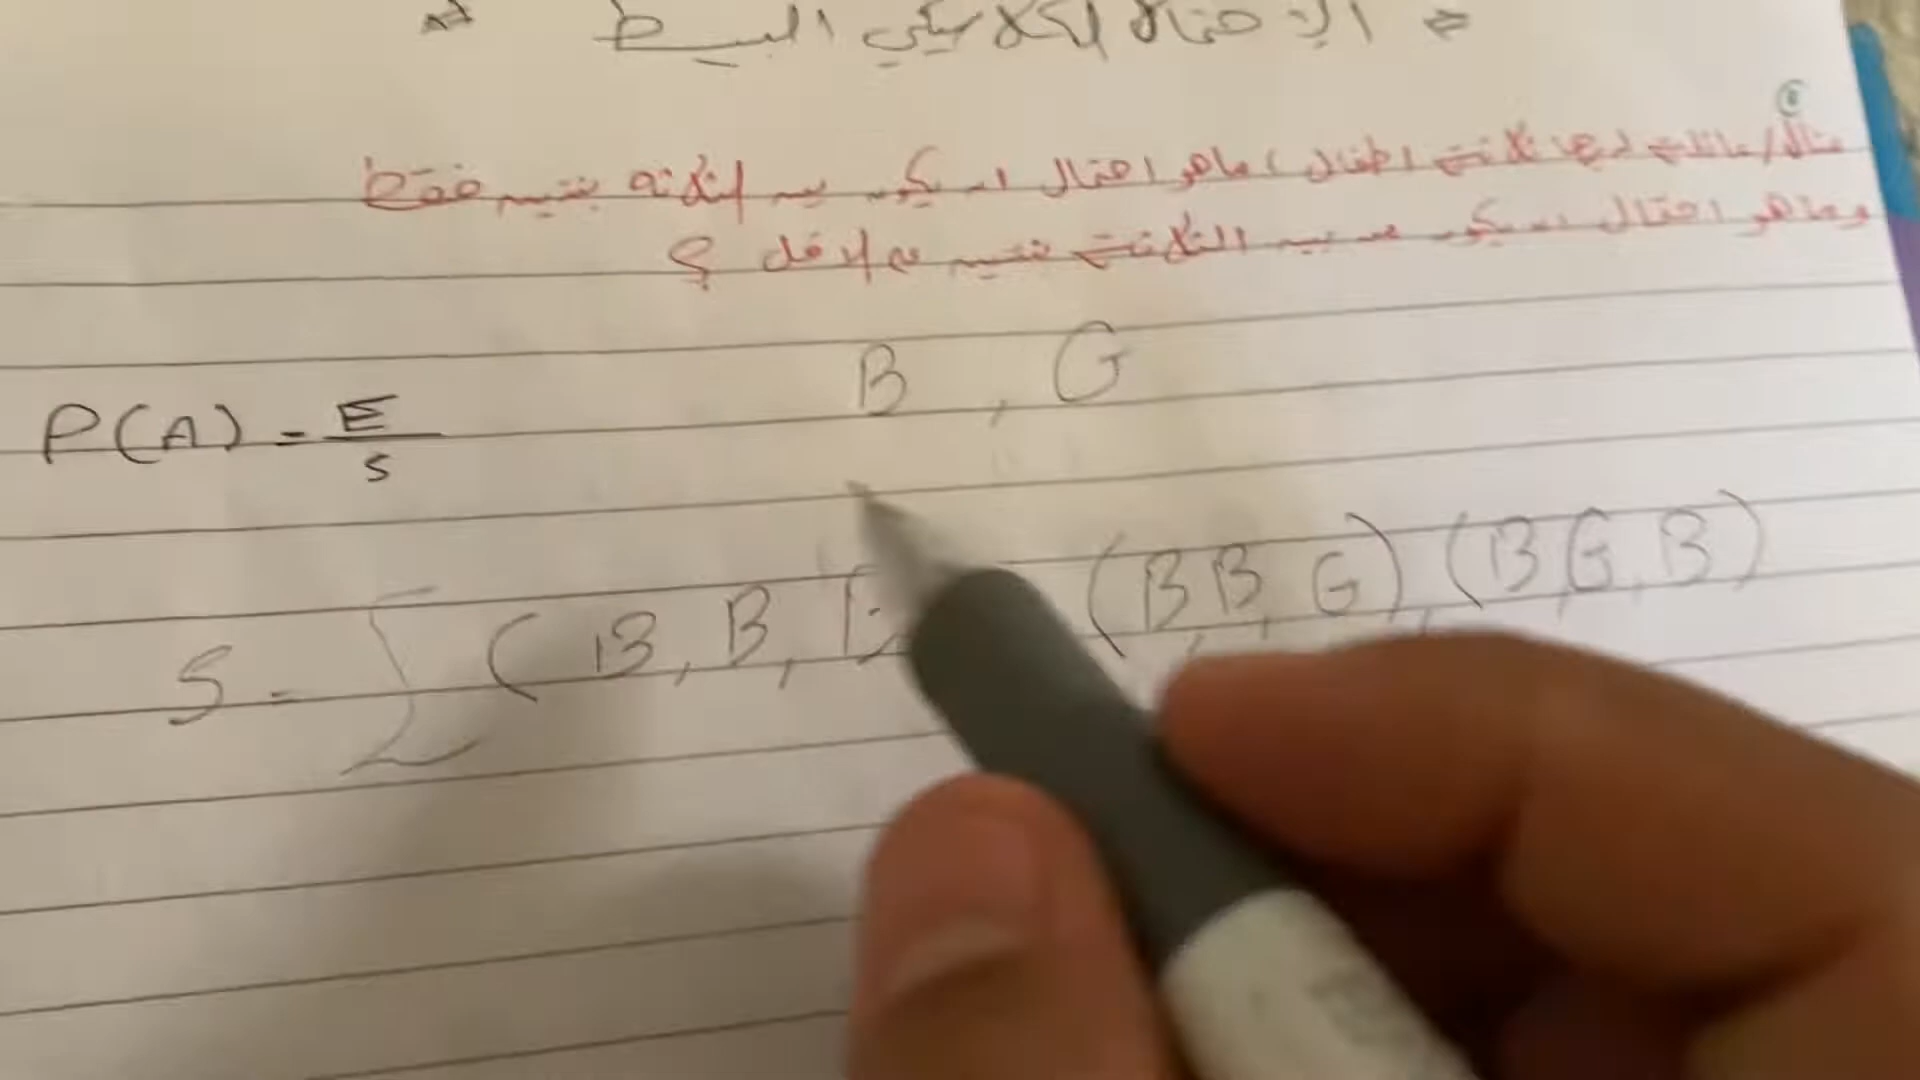 الاحتمال الكلاسيكي البسيط
مثال/ عائلة لديها ثلاثة اطفال، ماهو احتمال ان يكون بين الثلاثة بنتين فقط
وماهو احتمال ان يكون من بين الثلاثة بنتين على الاقل ؟
B , G
P(A) = E/S
S = { (B, B, B (B, B, G), (B, G, B)